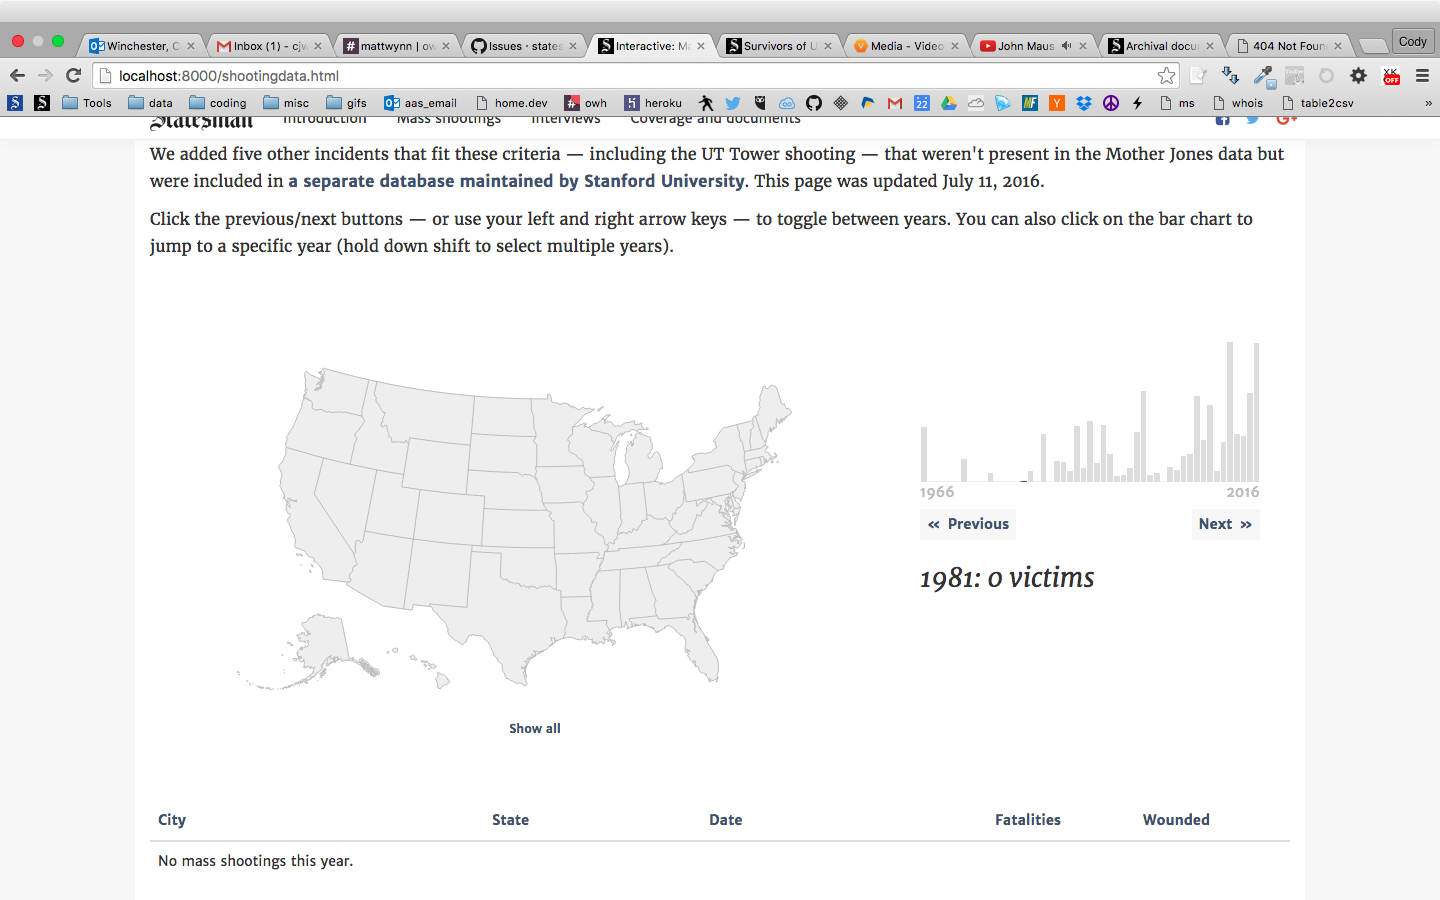 Winchester, C
Inbox (1) - cjw
mattwynn | ow
Issues · states
Interactive: Ma
Survivors of U
Media - Video
John Maus
Archival docu
404 Not Foun
Cody
localhost:8000/shootingdata.html
Tools
data
coding
misc
gifs
aas_email
home.dev
owh
heroku
22
ms
whois
table2csv
»
Statesman
Introduction
Mass shootings
Interviews
Coverage and documents
We added five other incidents that fit these criteria — including the UT Tower shooting — that weren't present in the Mother Jones data but
were included in a separate database maintained by Stanford University. This page was updated July 11, 2016.
Click the previous/next buttons — or use your left and right arrow keys — to toggle between years. You can also click on the bar chart to
jump to a specific year (hold down shift to select multiple years).
1966
2016
« Previous
Next »
1981: 0 victims
Show all
City State Date Fatalities Wounded
No mass shootings this year.